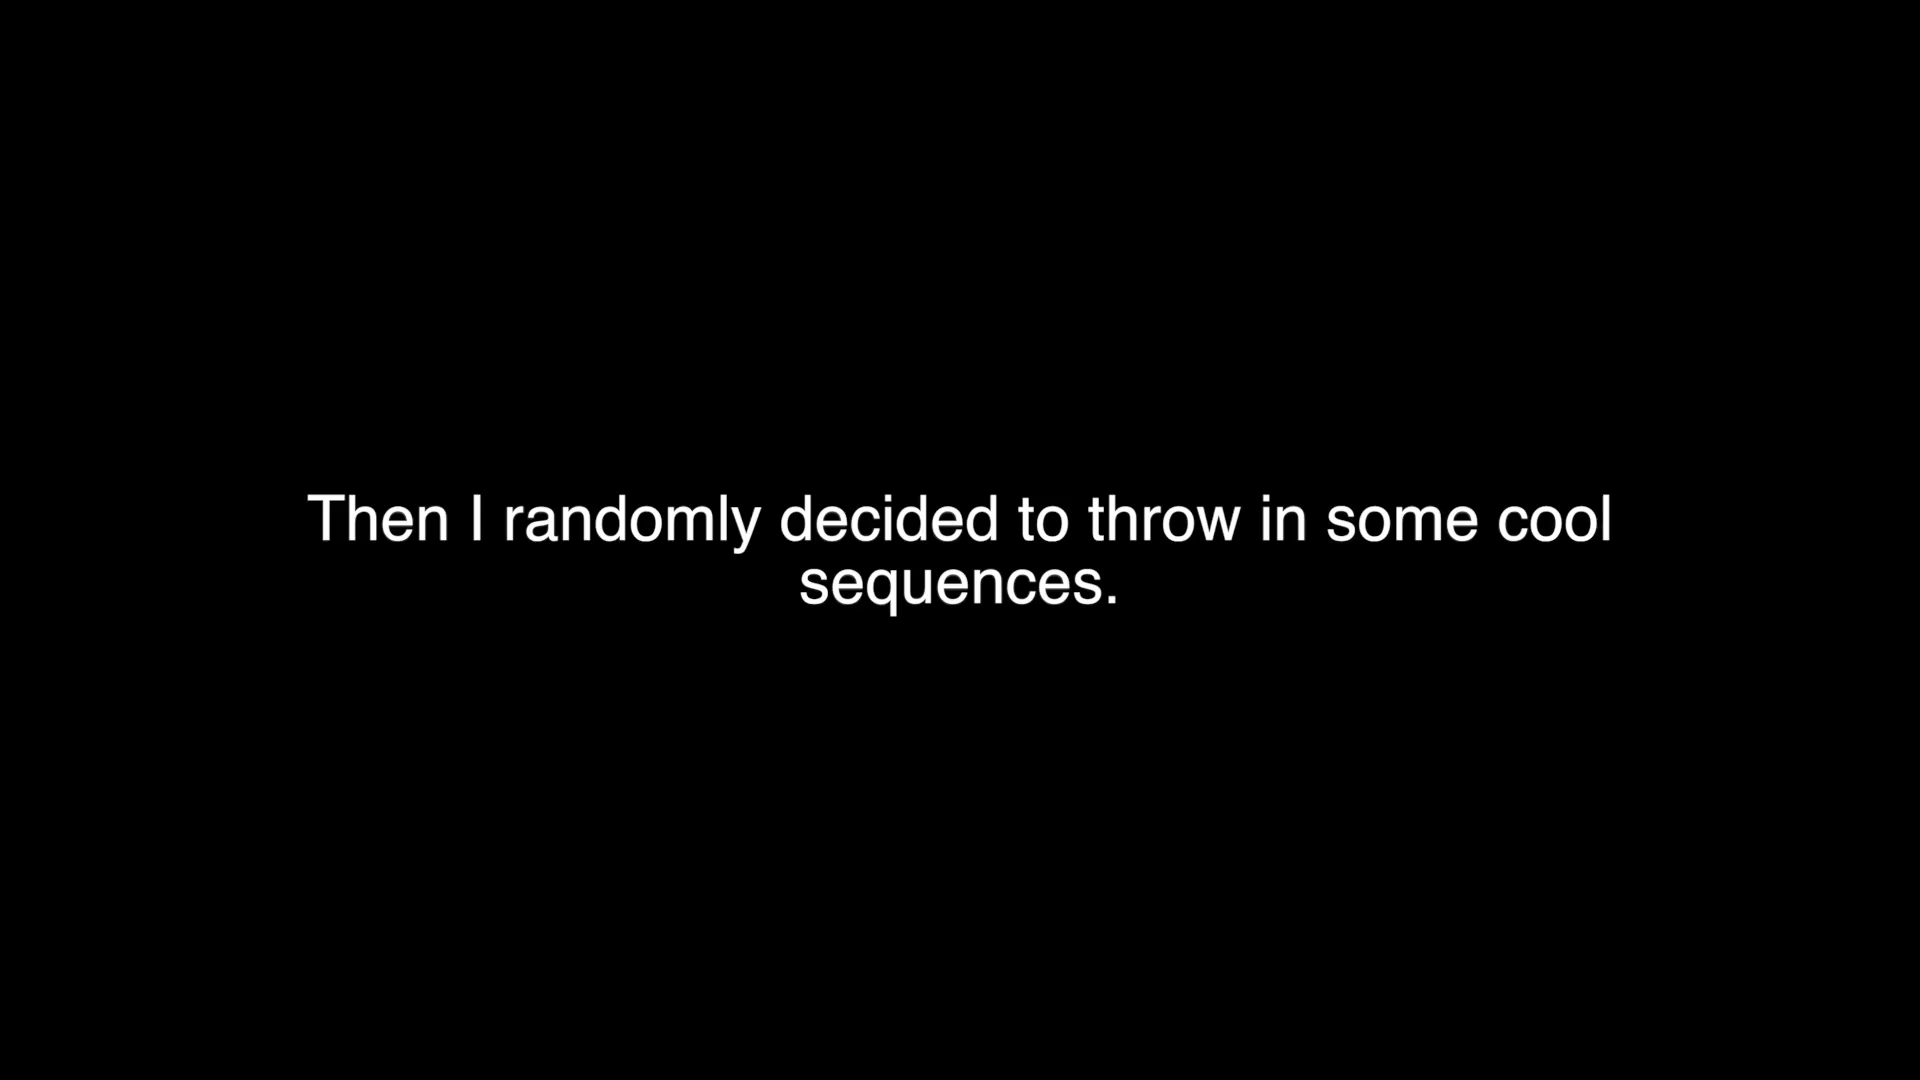 Then I randomly decided to throw in some cool
sequences.